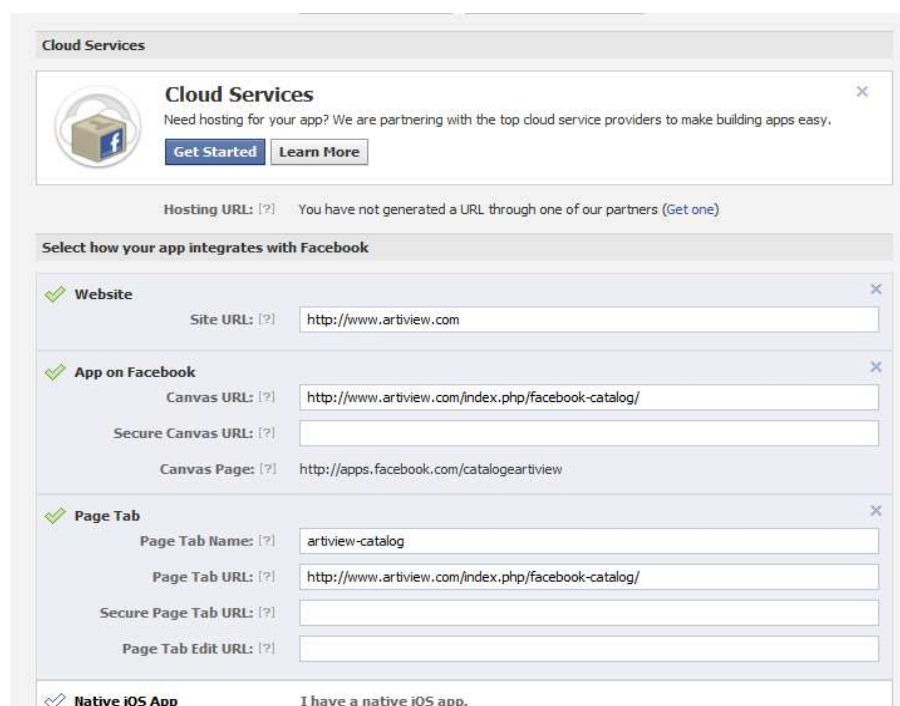 Cloud Services
Cloud Services
Need hosting for your app? We are partnering with the top cloud service providers to make building apps easy.
Get Started Learn More
Hosting URL: [?] You have not generated a URL through one of our partners (Get one)
Select how your app integrates with Facebook
Website
Site URL: [?] http://www.artiview.com
App on Facebook
Canvas URL: [?] http://www.artiview.com/index.php/facebook-catalog/
Secure Canvas URL: [?]
Canvas Page: [?] http://apps.facebook.com/catalogeartiview
Page Tab
Page Tab Name: [?] artiview-catalog
Page Tab URL: [?] http://www.artiview.com/index.php/facebook-catalog/
Secure Page Tab URL: [?]
Page Tab Edit URL: [?]
Native iOS App I have a native iOS app.